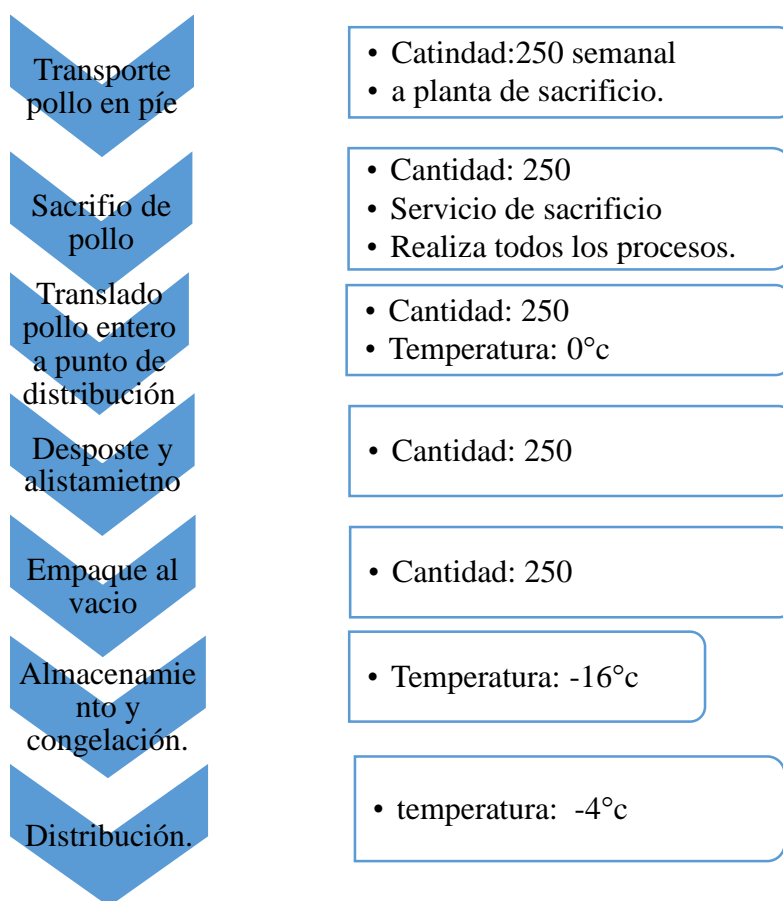 Transporte
pollo en píe
• Catindad:250 semanal
• a planta de sacrificio.
Sacrifio de
pollo
• Cantidad: 250
• Servicio de sacrificio
• Realiza todos los procesos.
Translado
pollo entero
a punto de
distribución
• Cantidad: 250
• Temperatura: 0°c
Desposte y
alistamietno
• Cantidad: 250
Empaque al
vacio
• Cantidad: 250
Almacenamie
nto y
congelación.
• Temperatura: -16°c
Distribución.
• temperatura:  -4°c